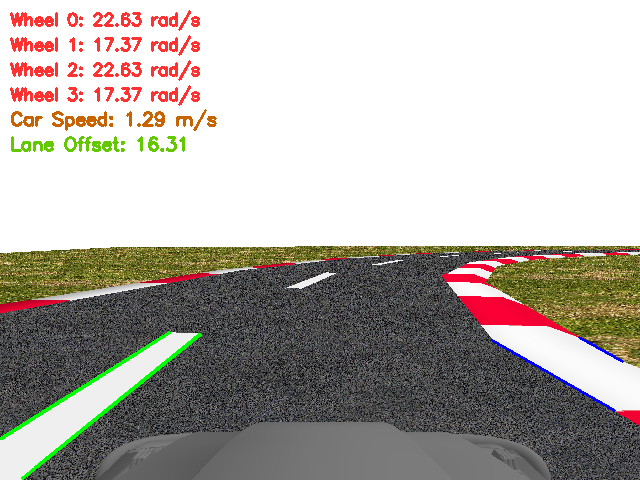 Wheel 0: 22.63 rad/s
Wheel 1: 17.37 rad/s
Wheel 2: 22.63 rad/s
Wheel 3: 17.37 rad/s
Car Speed: 1.29 m/s
Lane Offset: 16.31